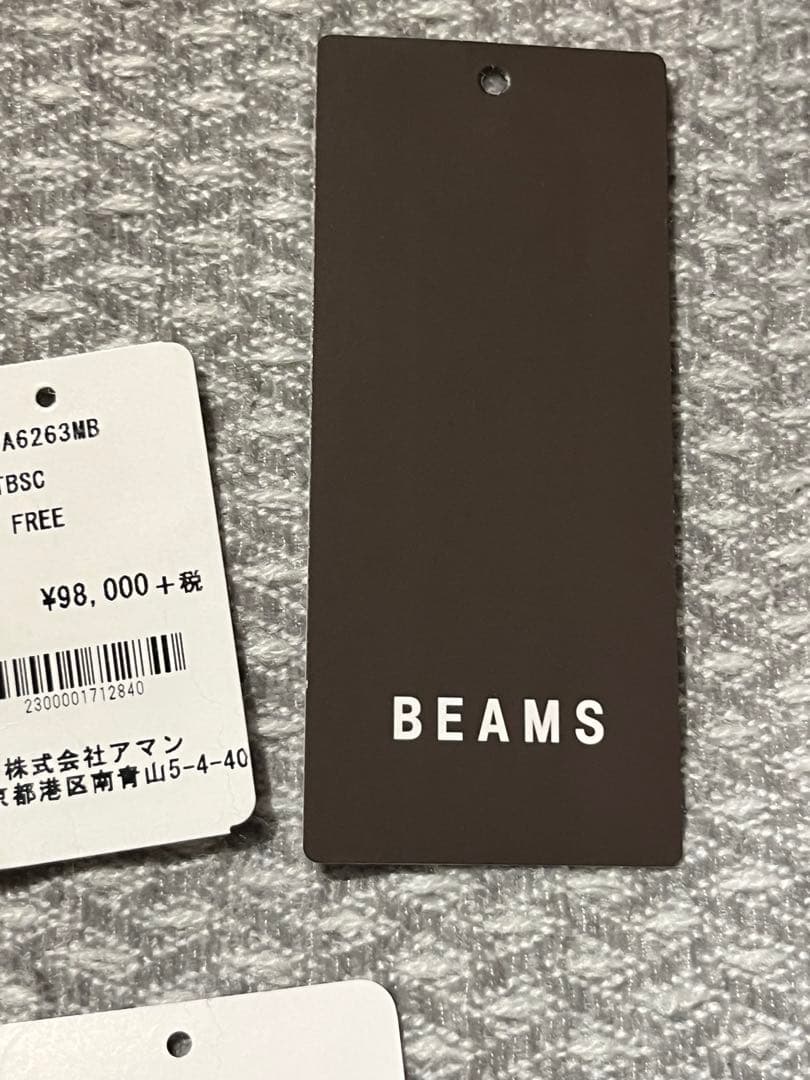 A6263MB
TBSC
FREE
¥98,000+税
2300001712840
株式会社アマン
京都港区南青山5-4-40
BEAMS